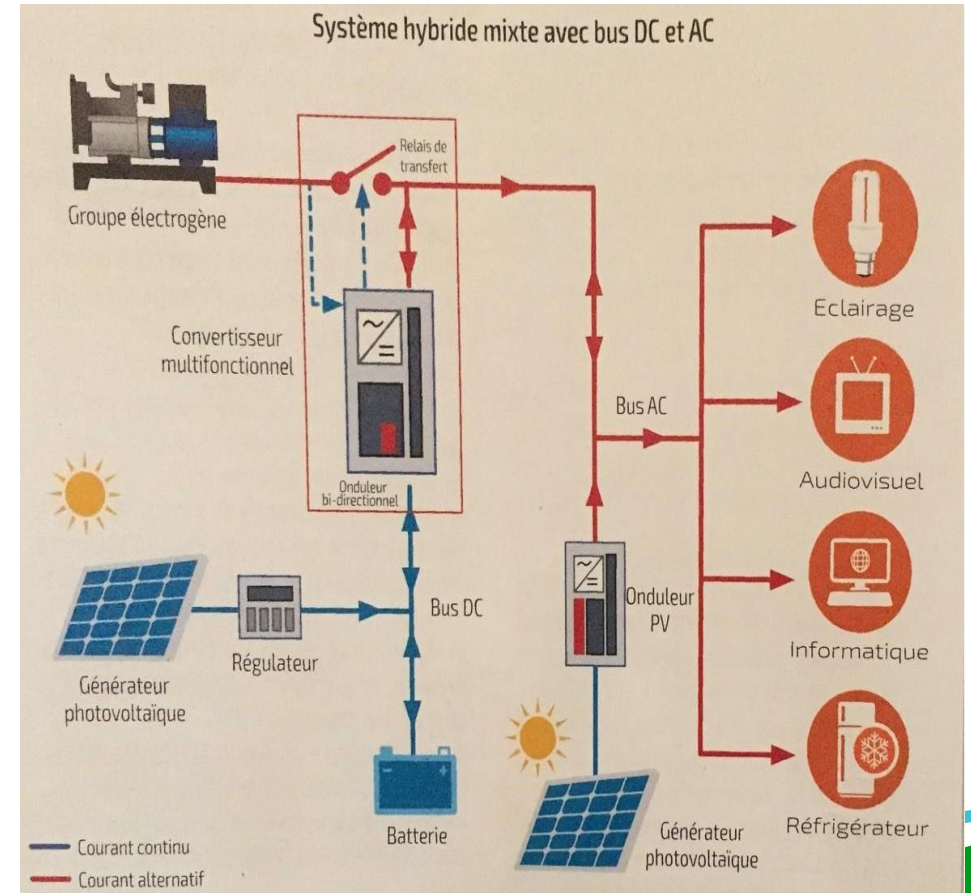 Système hybride mixte avec bus DC et AC
Relais de
transfert
Groupe électrogène
Convertisseur
multifonctionnel
Onduleur
bi-directionnel
Bus DC
Régulateur
Générateur
photovoltaïque
Batterie
Courant continu
Courant alternatif
Bus AC
Onduleur
PV
Générateur
photovoltaïque
Eclairage
Audiovisuel
Informatique
Réfrigérateur